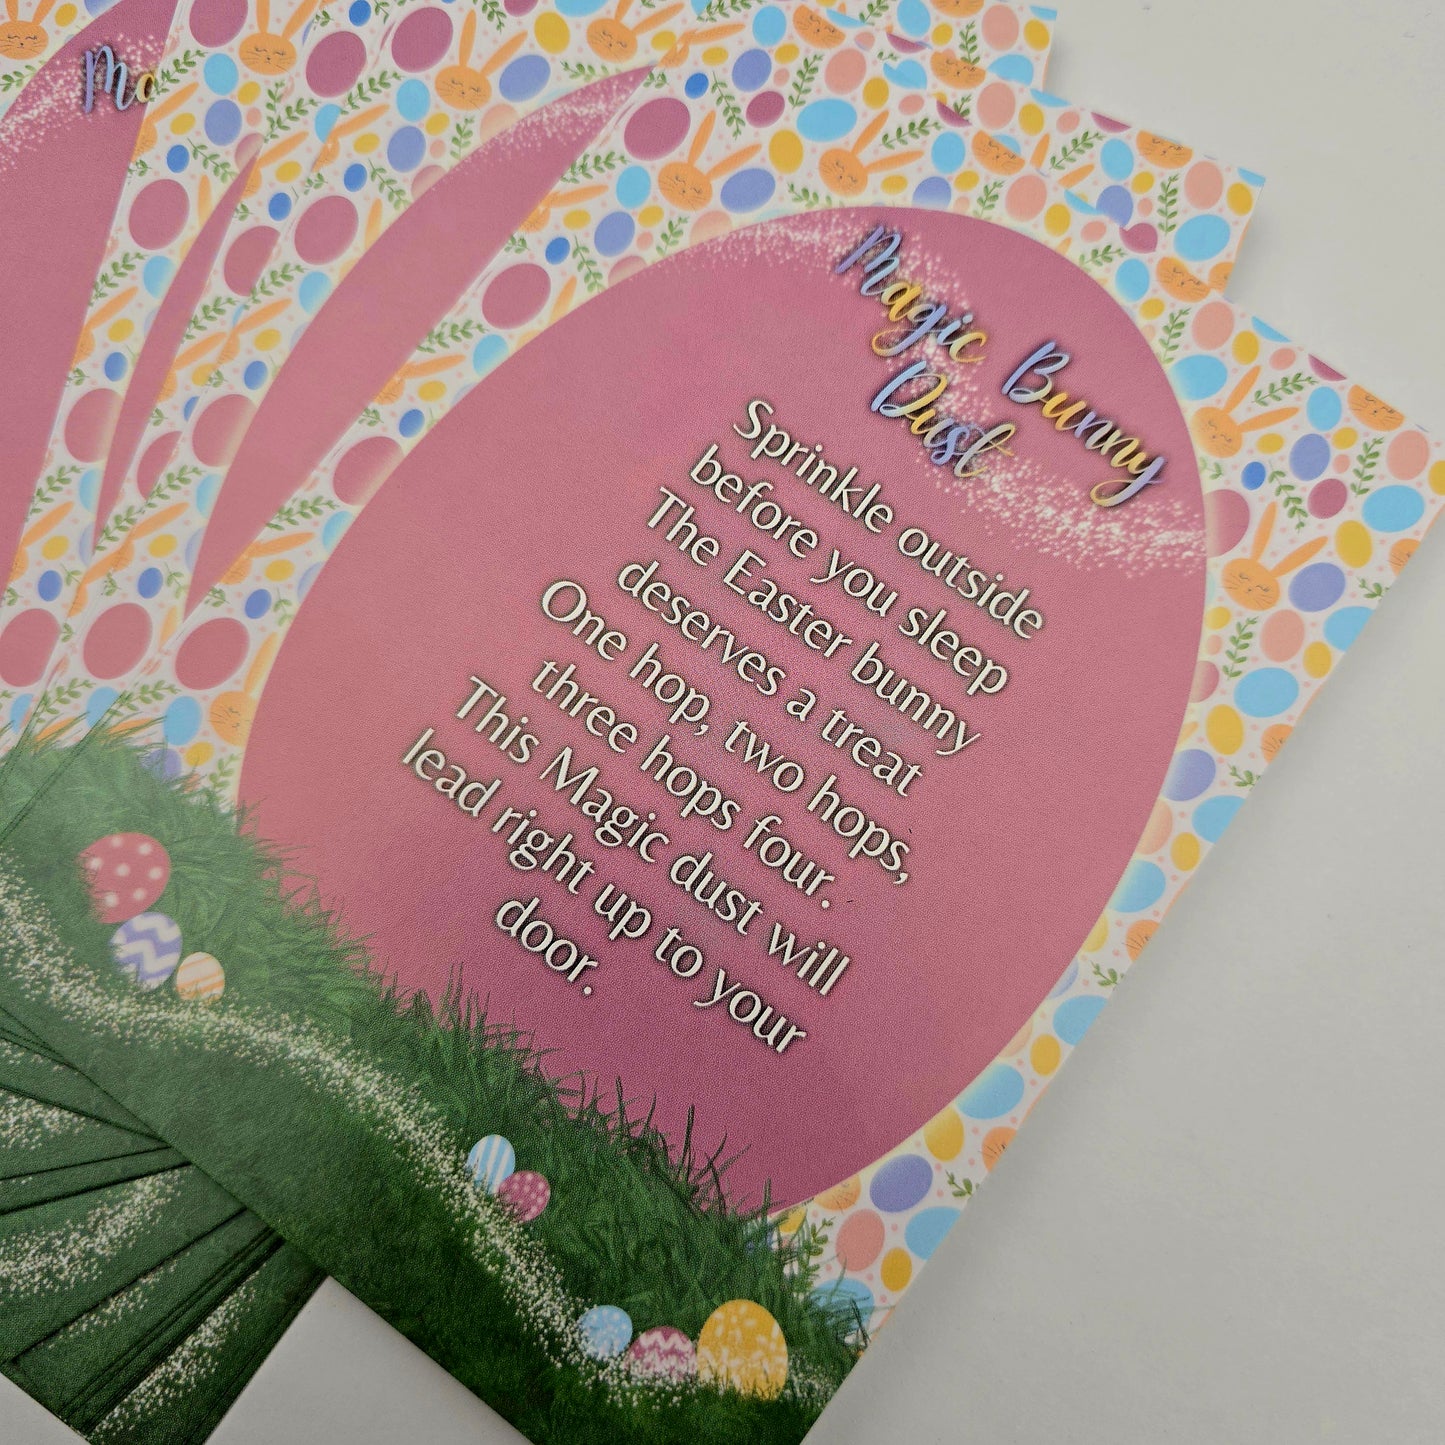 Ma
Magic Bunny
Dust
Sprinkle outside
before you sleep
The Easter bunny
deserves a treat
One hop, two hops,
three hops four.
This Magic dust will
lead right up to your
door.